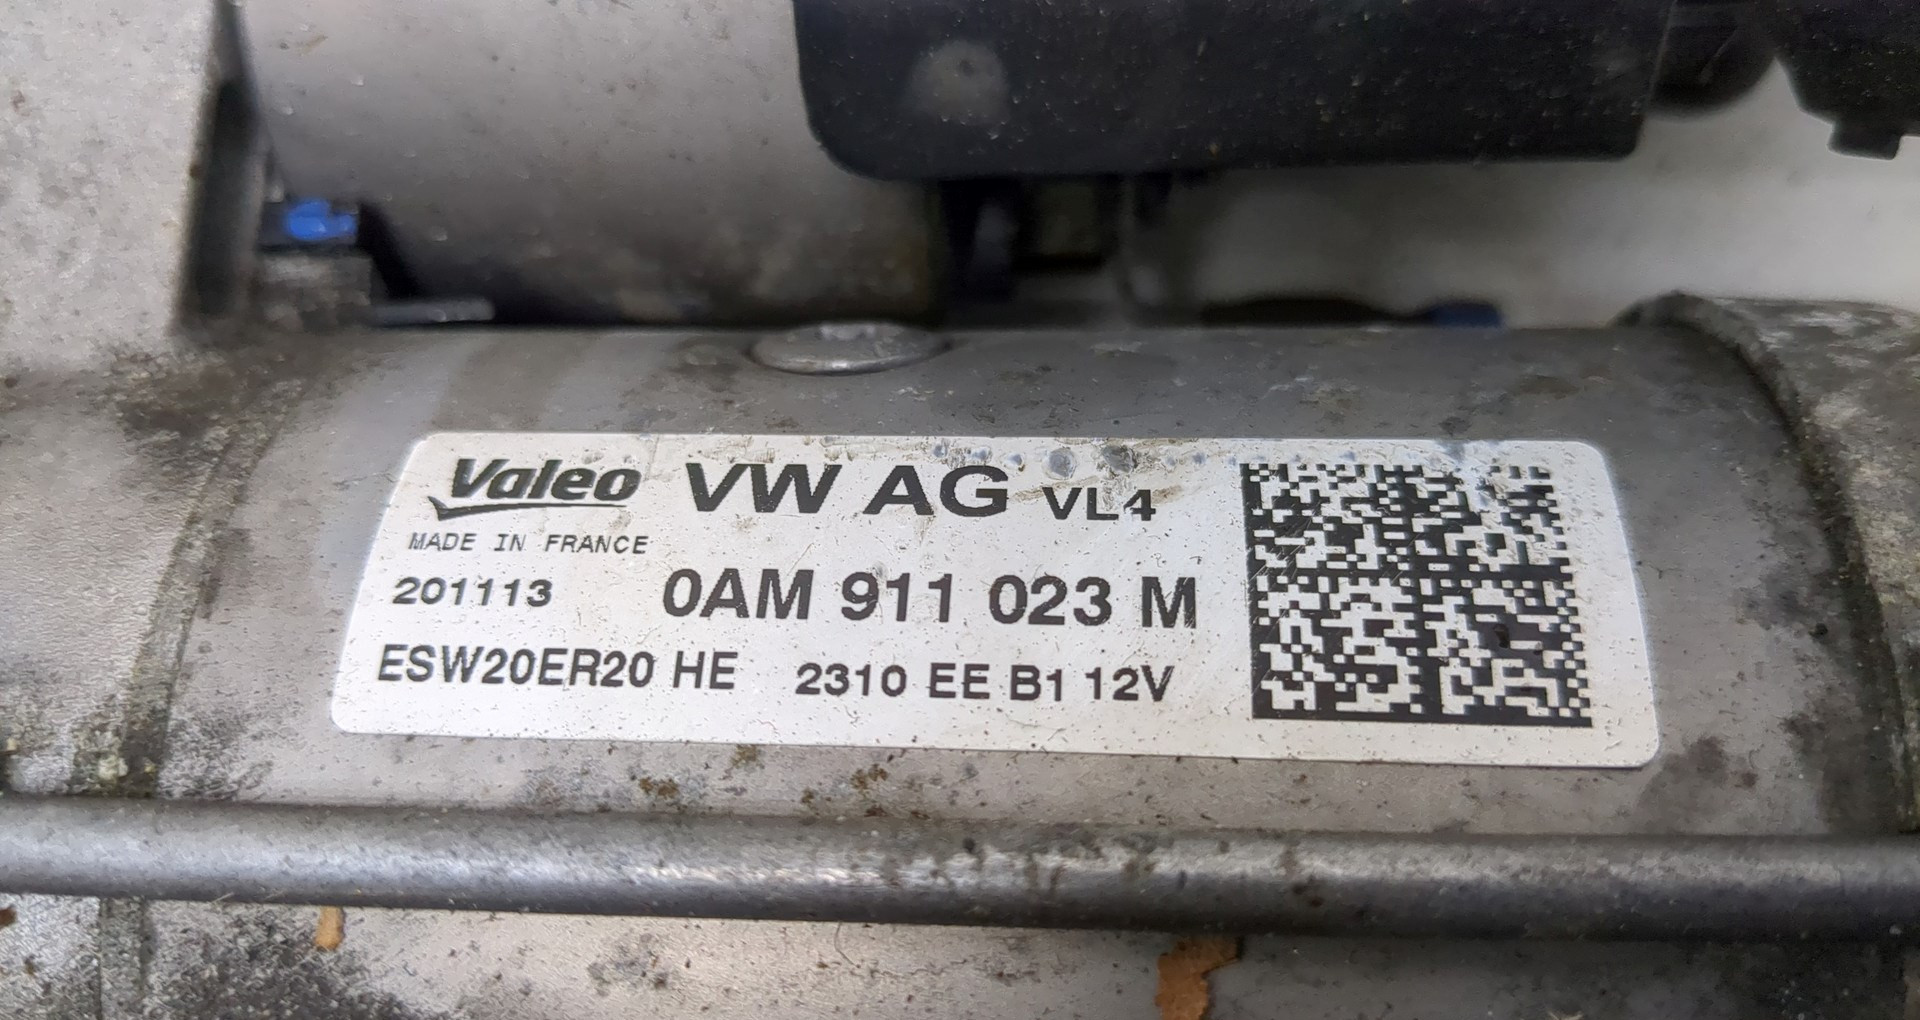 Valeo VW AG VL4
MADE IN FRANCE
201113 0AM 911 023 M
ESW20ER20 HE 2310 EE B1 12V